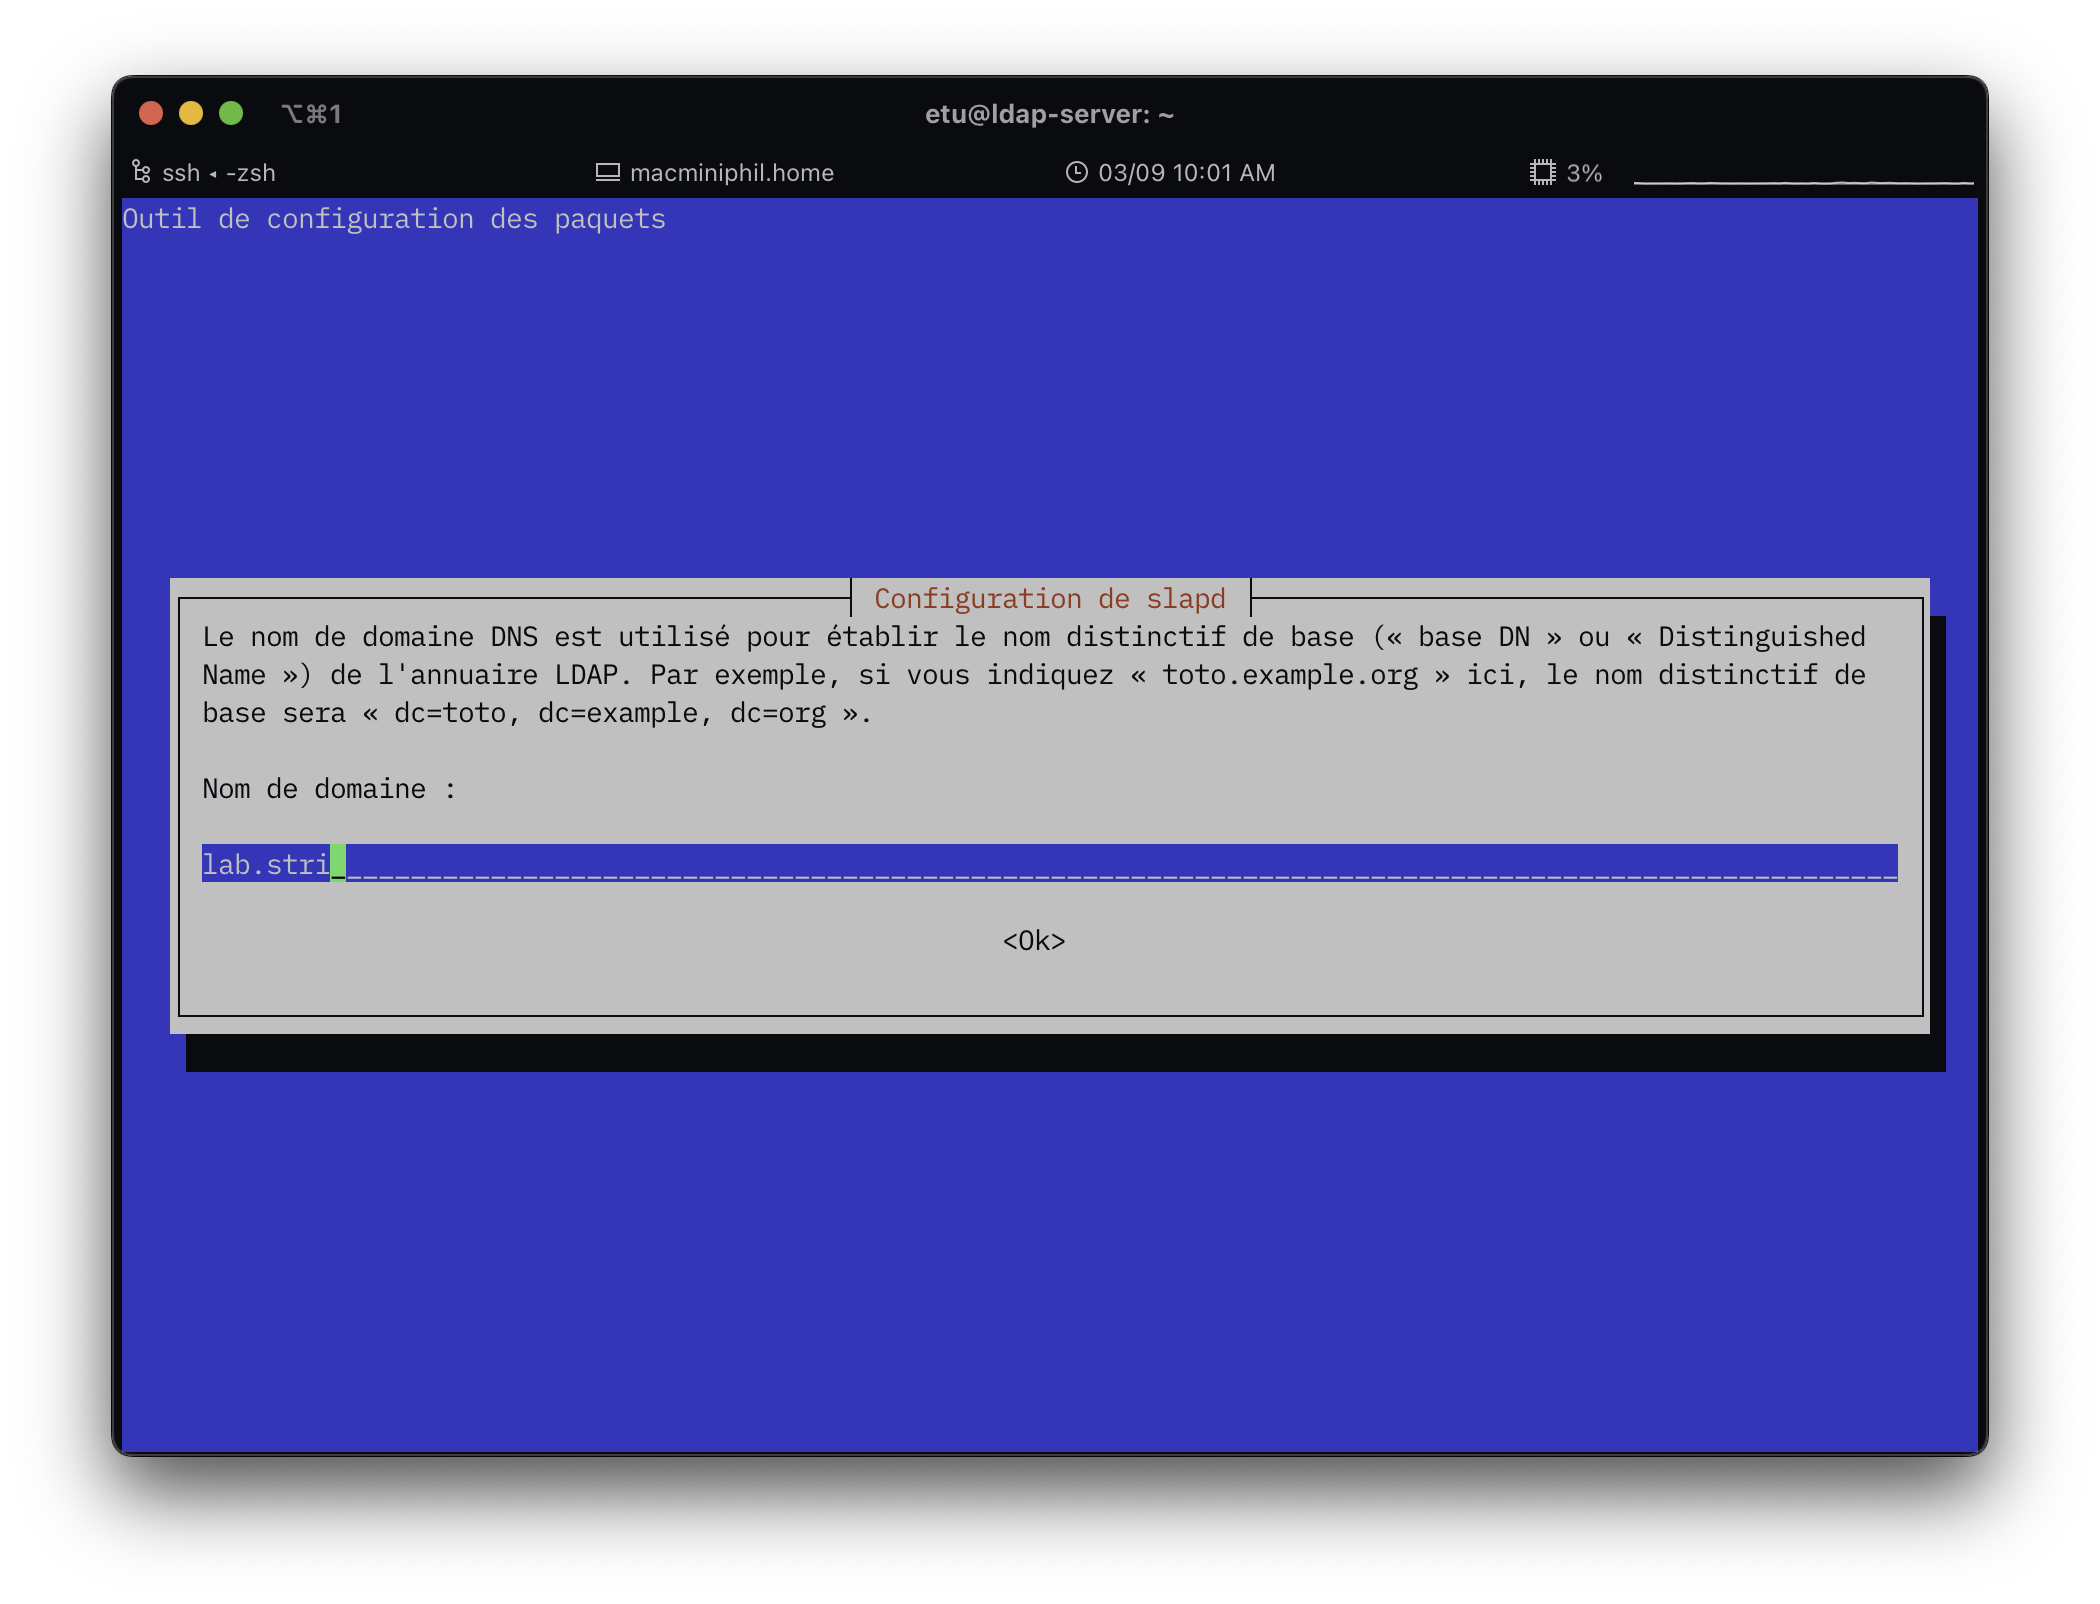 ⌥⌘1
etu@ldap-server: ~
ssh ◂ -zsh
macminiphil.home
03/09 10:01 AM
3%
Outil de configuration des paquets
Configuration de slapd
Le nom de domaine DNS est utilisé pour établir le nom distinctif de base (« base DN » ou « Distinguished
Name ») de l'annuaire LDAP. Par exemple, si vous indiquez « toto.example.org » ici, le nom distinctif de
base sera « dc=toto, dc=example, dc=org ».
Nom de domaine :
lab.stri
<Ok>